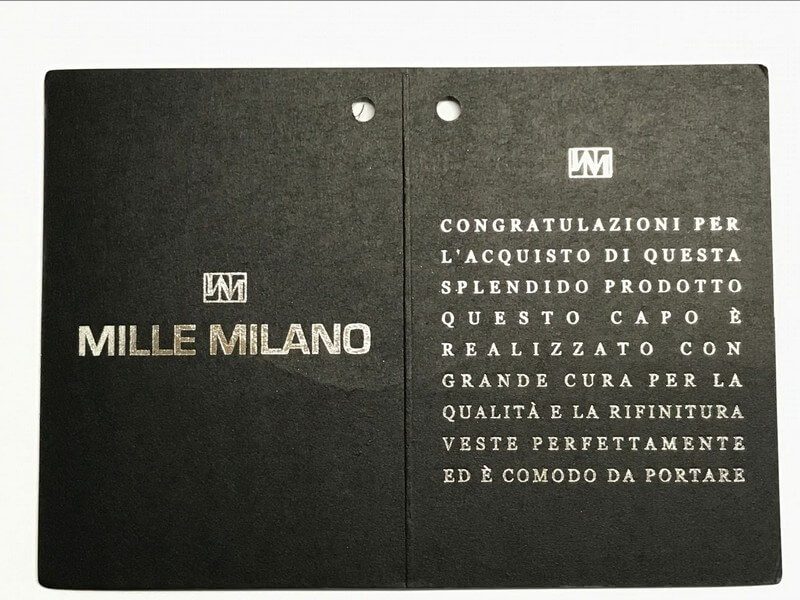 MILLE MILANO
CONGRATULAZIONI PER
L'ACQUISTO DI QUESTA
SPLENDIDO PRODOTTO
QUESTO CAPO È
REALIZZATO CON
GRANDE CURA PER LA
QUALITÀ E LA RIFINITURA
VESTE PERFETTAMENTE
ED È COMODO DA PORTARE